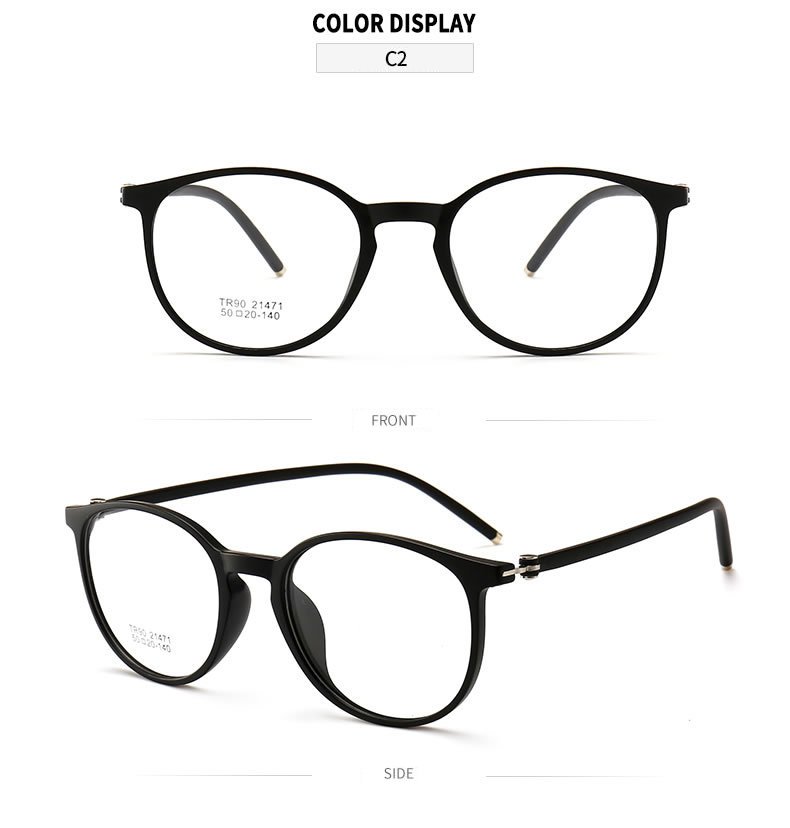 COLOR DISPLAY
C2
TR90 21471
50□20-140
FRONT
TR90 21471
50□20-140
SIDE